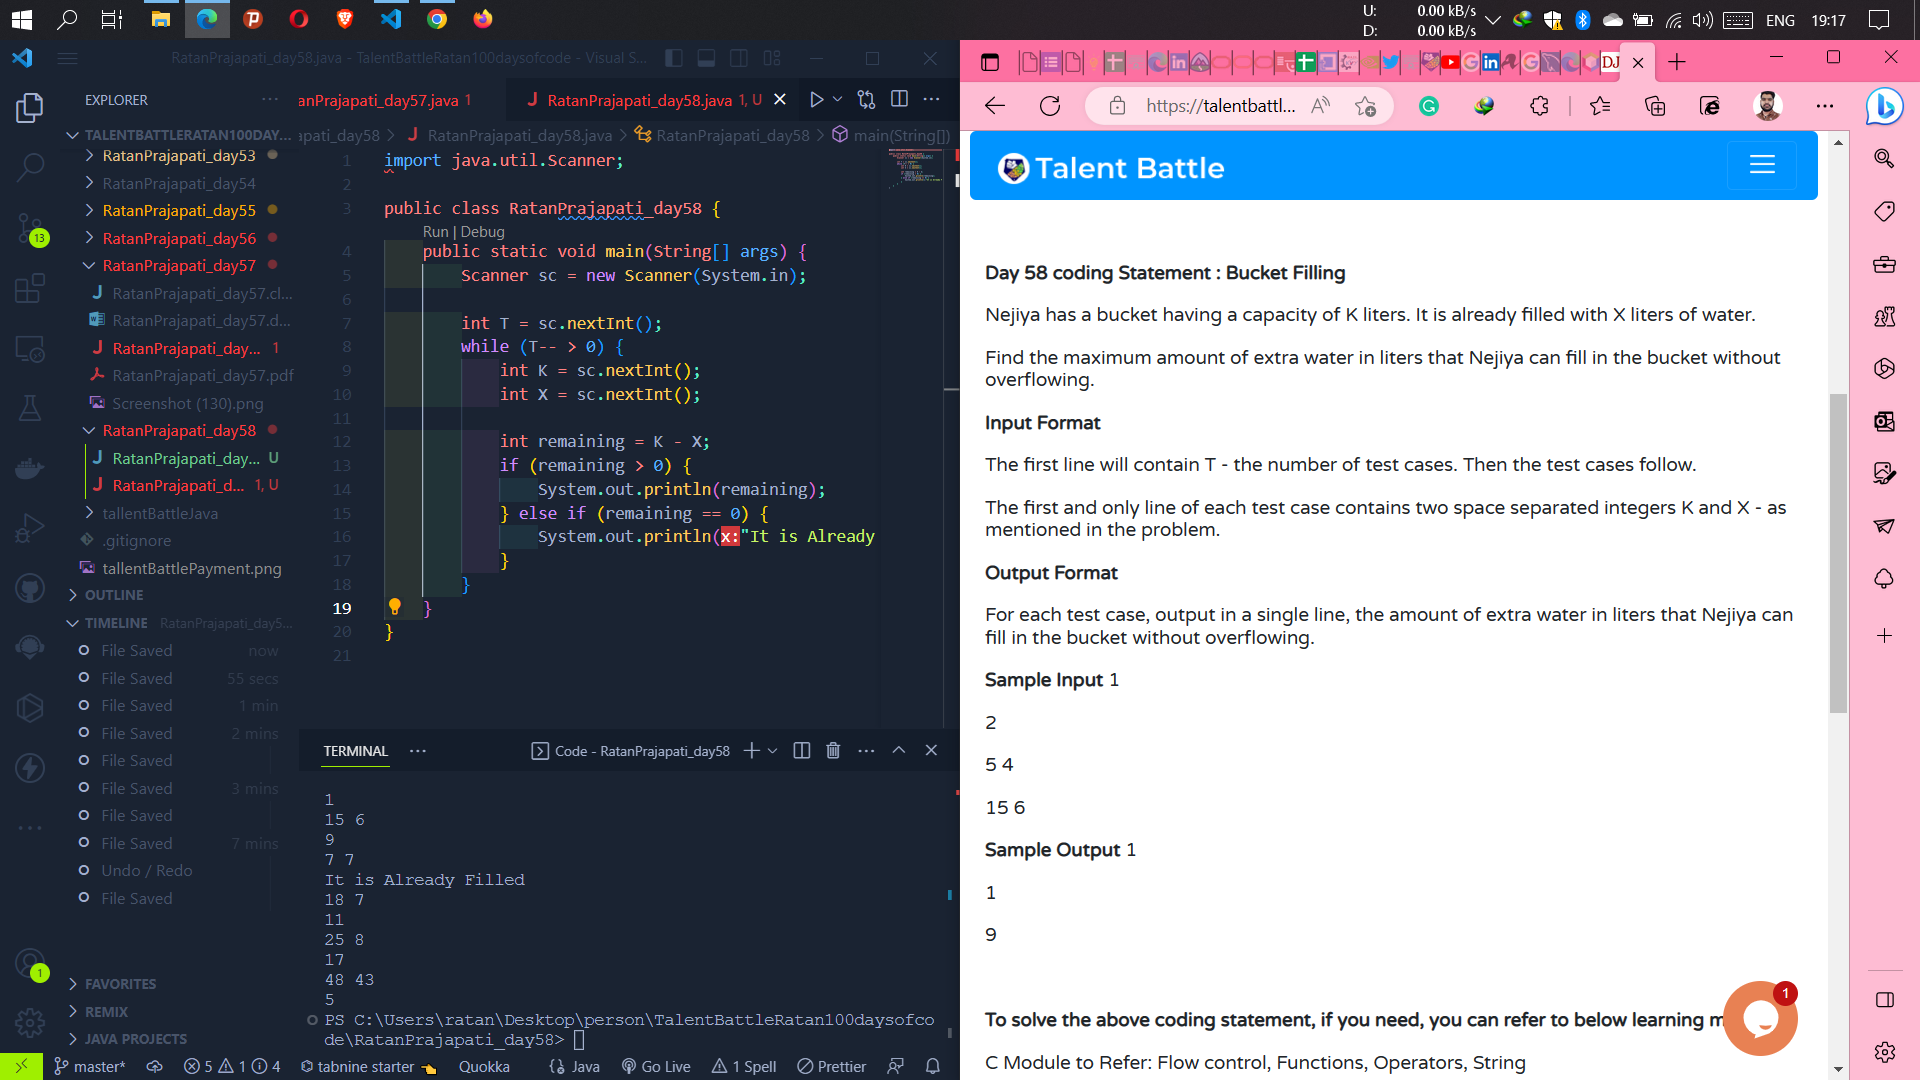 U: 0.00 kB/s
D: 0.00 kB/s
ENG 19:17
RatanPrajapati_day58.java - TalentBattleRatan100daysofcode - Visual S...
EXPLORER
TALENTBATTLERATAN100DAY...
RatanPrajapati_day53
RatanPrajapati_day54
RatanPrajapati_day55
RatanPrajapati_day56
RatanPrajapati_day57
RatanPrajapati_day57.cl...
RatanPrajapati_day57.d...
RatanPrajapati_day... 1
RatanPrajapati_day57.pdf
Screenshot (130).png
RatanPrajapati_day58
RatanPrajapati_day... U
RatanPrajapati_d... 1, U
tallentBattleJava
.gitignore
tallentBattlePayment.png
OUTLINE
TIMELINE RatanPrajapati_day5...
File Saved now
File Saved 55 secs
File Saved 1 min
File Saved 2 mins
File Saved
File Saved 3 mins
File Saved
File Saved 7 mins
Undo / Redo
File Saved
FAVORITES
REMIX
JAVA PROJECTS
13
1
anPrajapati_day57.java 1
RatanPrajapati_day58.java 1, U
apati_day58 > RatanPrajapati_day58.java > RatanPrajapati_day58 > main(String[])
1 import java.util.Scanner;
2
3 public class RatanPrajapati_day58 {
Run | Debug
4 public static void main(String[] args) {
5 Scanner sc = new Scanner(System.in);
6
7 int T = sc.nextInt();
8 while (T-- > 0) {
9 int K = sc.nextInt();
10 int X = sc.nextInt();
11
12 int remaining = K - X;
13 if (remaining > 0) {
14 System.out.println(remaining);
15 } else if (remaining == 0) {
16 System.out.println(x:"It is Already
17 }
18 }
19 }
20 }
21
TERMINAL
Code - RatanPrajapati_day58
1
15 6
9
7 7
It is Already Filled
18 7
11
25 8
17
48 43
5
PS C:\Users\ratan\Desktop\person\TalentBattleRatan100daysofco
de\RatanPrajapati_day58>
master* 5 1 4 tabnine starter Quokka Java Go Live 1 Spell Prettier
DJ
https://talentbattl...
Talent Battle
Day 58 coding Statement : Bucket Filling
Nejiya has a bucket having a capacity of K liters. It is already filled with X liters of water.
Find the maximum amount of extra water in liters that Nejiya can fill in the bucket without
overflowing.
Input Format
The first line will contain T - the number of test cases. Then the test cases follow.
The first and only line of each test case contains two space separated integers K and X - as
mentioned in the problem.
Output Format
For each test case, output in a single line, the amount of extra water in liters that Nejiya can
fill in the bucket without overflowing.
Sample Input 1
2
5 4
15 6
Sample Output 1
1
9
1
To solve the above coding statement, if you need, you can refer to below learning m
C Module to Refer: Flow control, Functions, Operators, String